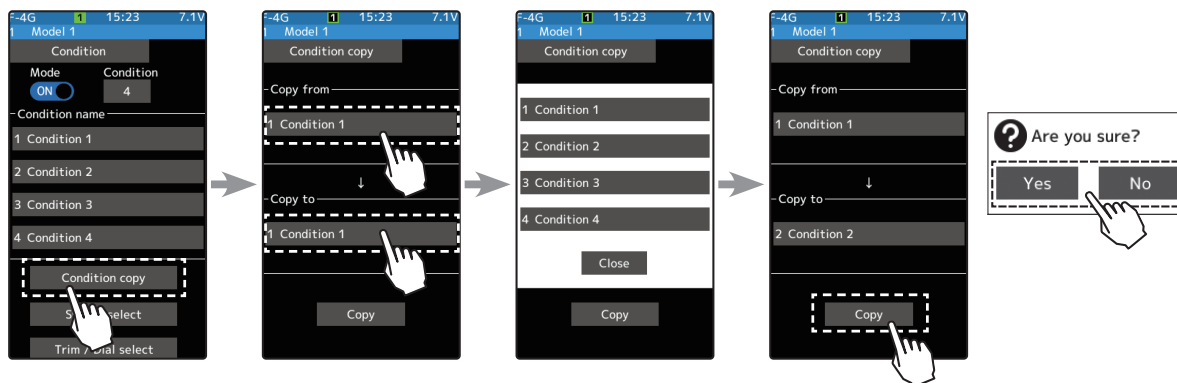 F-4G 1 15:23 7.1V
1 Model 1
Condition
Mode Condition
ON 4
Condition name
1 Condition 1
2 Condition 2
3 Condition 3
4 Condition 4
Condition copy
select
Trim / Dial select
F-4G 1 15:23 7.1V
1 Model 1
Condition copy
Copy from
1 Condition 1
↓
Copy to
1 Condition 1
Copy
F-4G 1 15:23 7.1V
1 Model 1
Condition copy
1 Condition 1
2 Condition 2
3 Condition 3
4 Condition 4
Close
Copy
F-4G 1 15:23 7.1V
1 Model 1
Condition copy
Copy from
1 Condition 1
↓
Copy to
2 Condition 2
Copy
? Are you sure?
Yes No